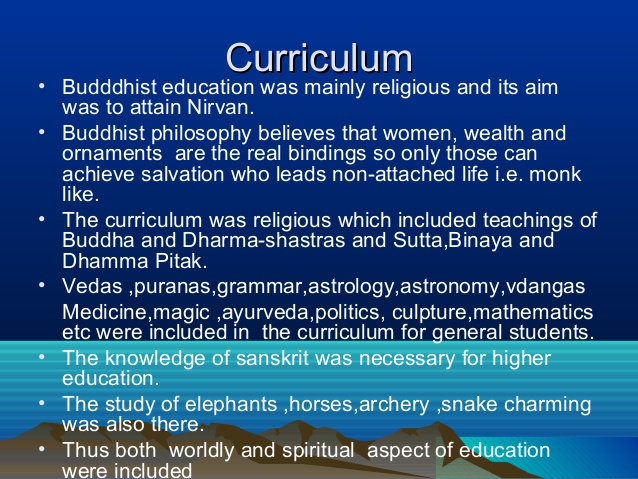 Curriculum
• Budddhist education was mainly religious and its aim
was to attain Nirvan.
• Buddhist philosophy believes that women, wealth and
ornaments  are the real bindings so only those can
achieve salvation who leads non-attached life i.e. monk
like.
• The curriculum was religious which included teachings of
Buddha and Dharma-shastras and Sutta,Binaya and
Dhamma Pitak.
• Vedas ,puranas,grammar,astrology,astronomy,vdangas
Medicine,magic ,ayurveda,politics, culpture,mathematics
etc were included in  the curriculum for general students.
• The knowledge of sanskrit was necessary for higher
education.
• The study of elephants ,horses,archery ,snake charming
was also there.
• Thus both  worldly and spiritual  aspect of education
were included